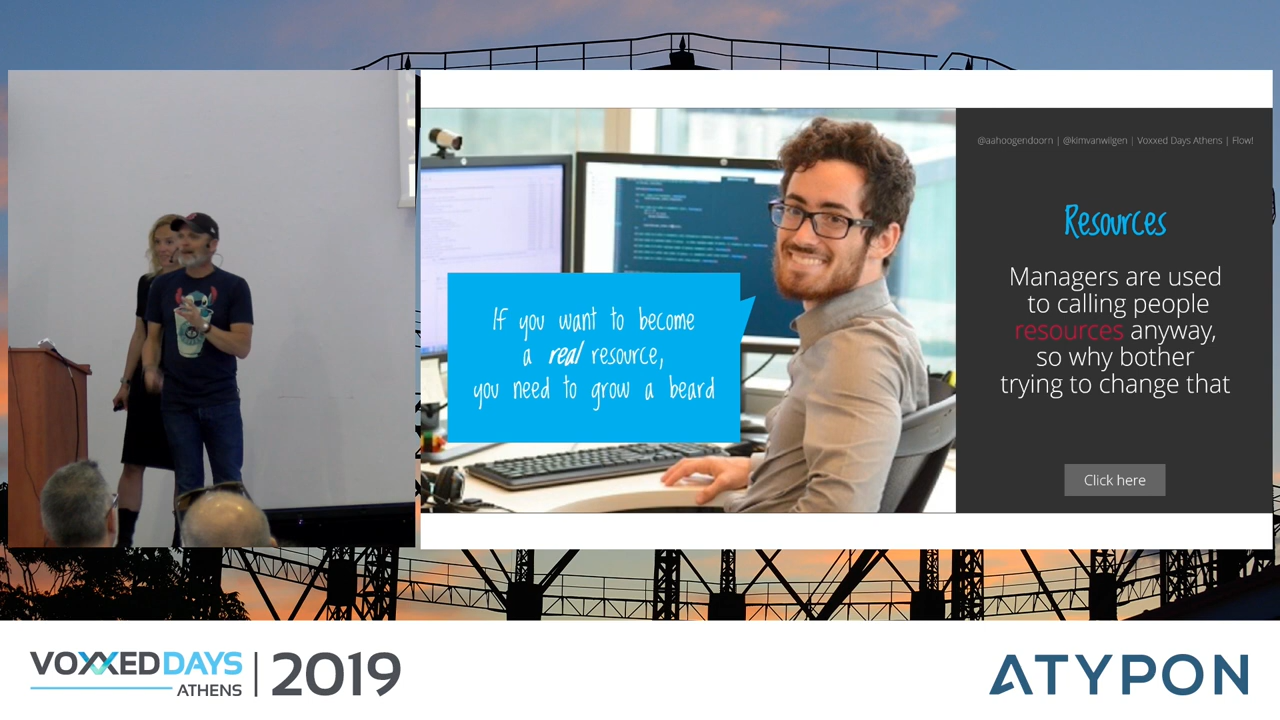 @aahoogendoorn | @kimvanwilgen | Voxxed Days Athens | Flow!
Resources
Managers are used
to calling people
resources anyway,
so why bother
trying to change that
Click here
If you want to become
a real resource,
you need to grow a beard
VOXXED DAYS
ATHENS
2019
ATYPON